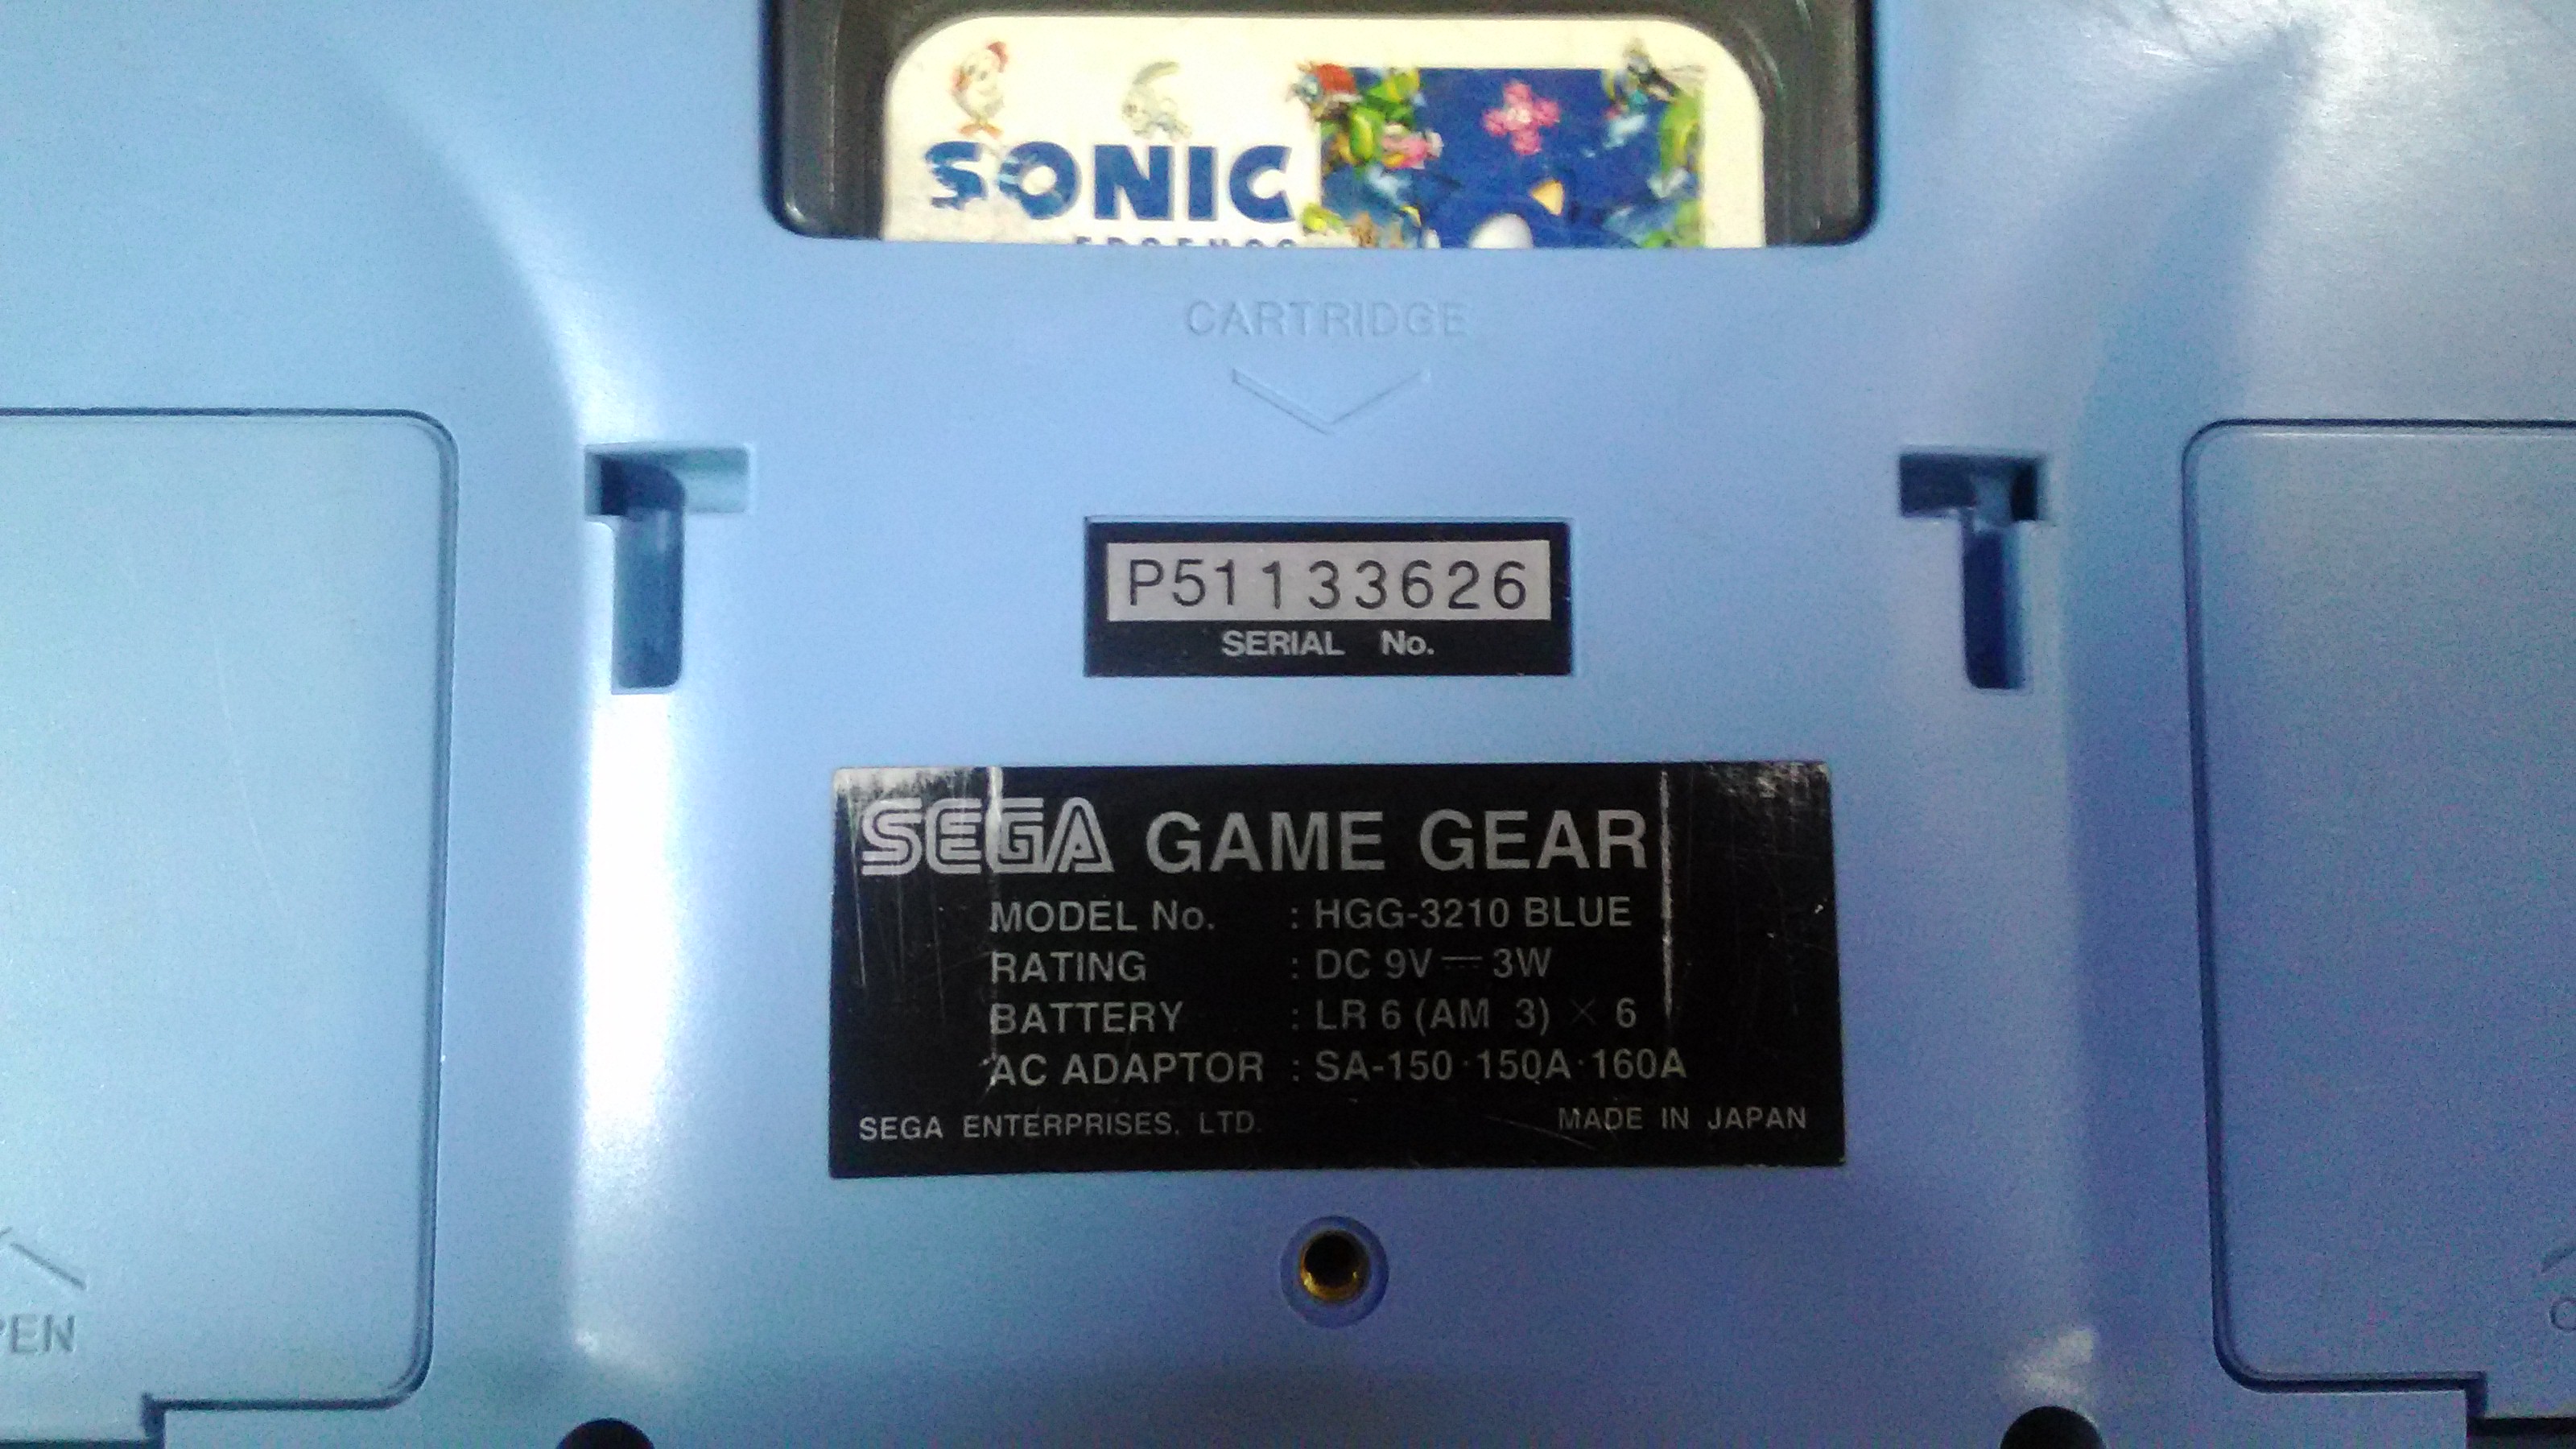 SONIC
CARTRIDGE
P51133626
SERIAL No.
SEGA GAME GEAR
MODEL No. : HGG-3210 BLUE
RATING : DC 9V⎓3W
BATTERY : LR 6 (AM 3) × 6
AC ADAPTOR : SA-150·150A·160A
SEGA ENTERPRISES, LTD. MADE IN JAPAN